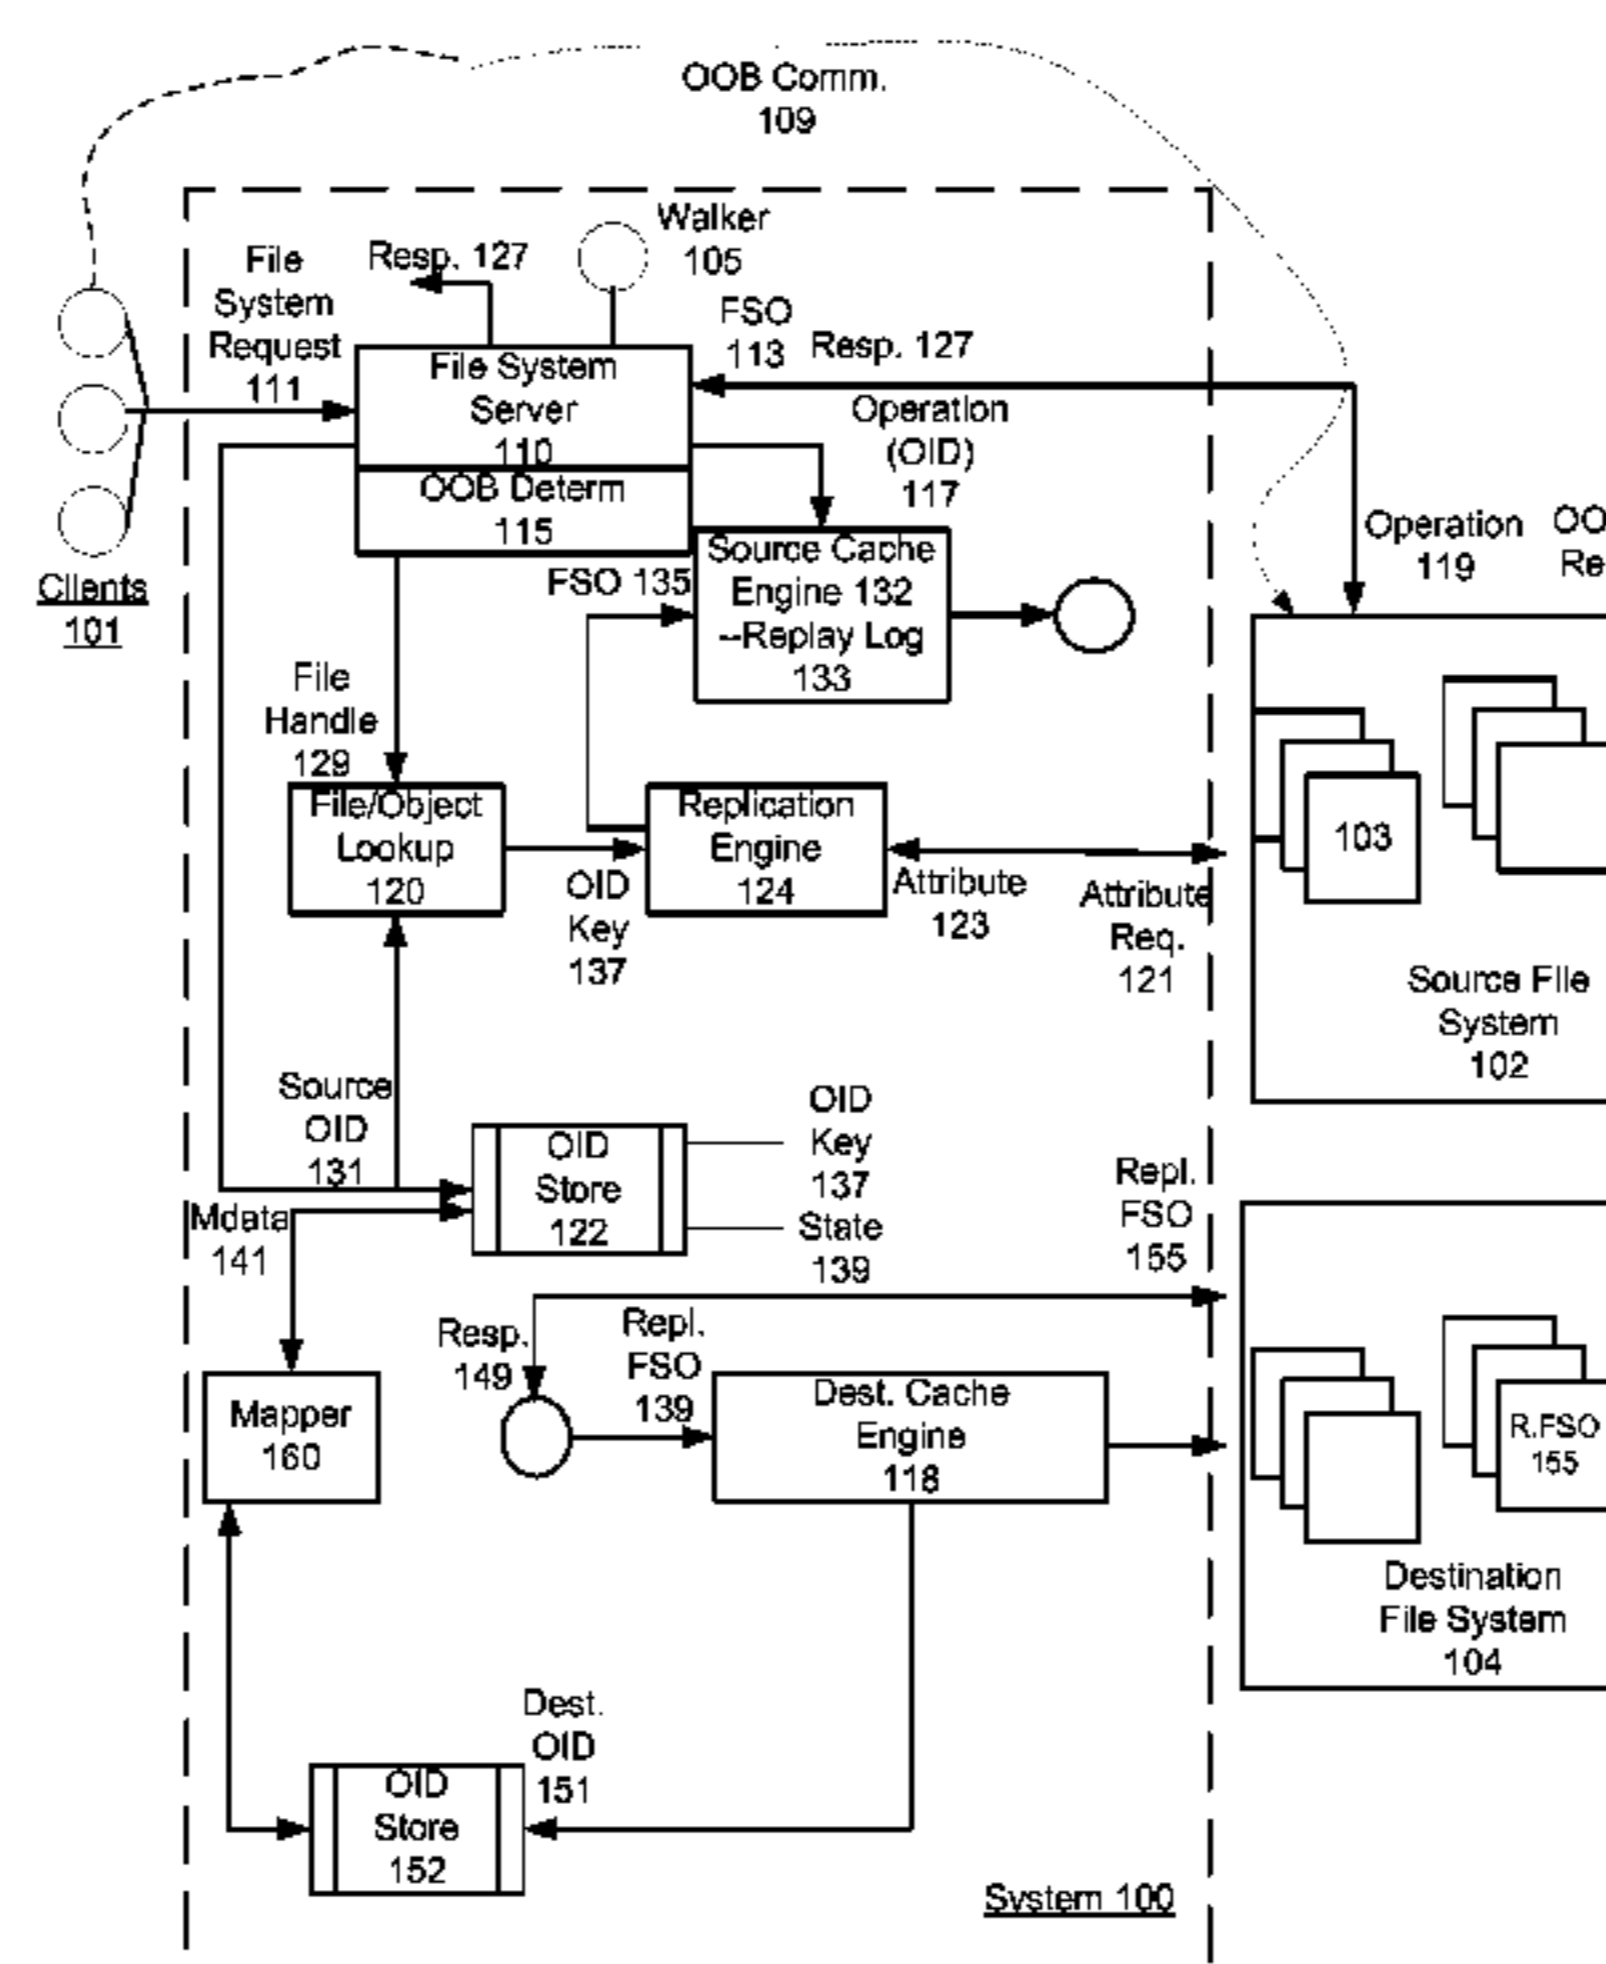 OOB Comm.
109
Walker
105
File
System
Request
111
Resp. 127
FSO
113
Resp. 127
File System
Server
110
OOB Determ
115
Operation
(OID)
117
Clients
101
FSO 135
Source Cache
Engine 132
--Replay Log
133
Operation
119
OO
Re
File
Handle
129
File/Object
Lookup
120
OID
Key
137
Replication
Engine
124
Attribute
123
Attribute
Req.
121
103
Source File
System
102
Source
OID
131
OID
Store
122
OID
Key
137
State
139
Mdata
141
Repl.
FSO
155
Resp.
149
Repl.
FSO
139
Mapper
160
Dest. Cache
Engine
118
R.FSO
155
Destination
File System
104
Dest.
OID
151
OID
Store
152
System 100